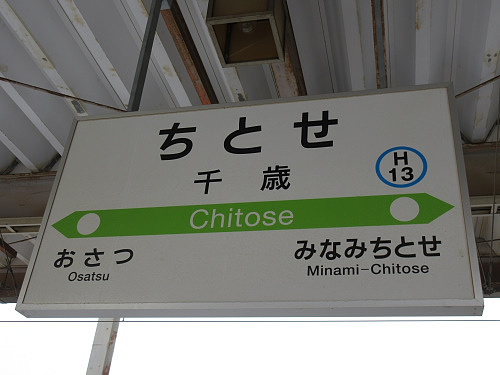 ちとせ
千歳
H
13
Chitose
おさつ
Osatsu
みなみちとせ
Minami-Chitose